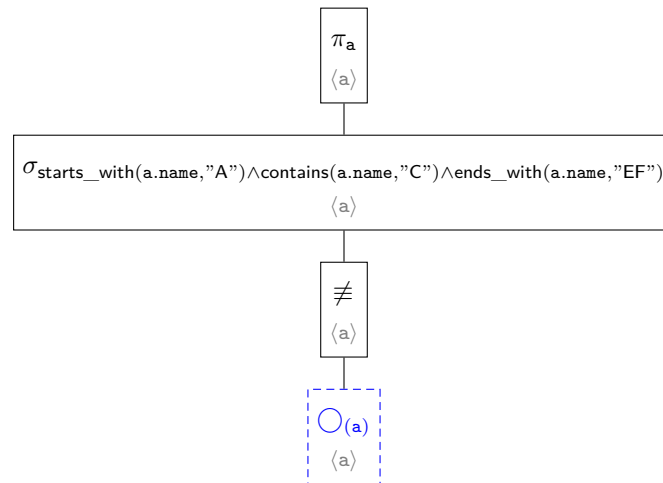 π_a
⟨a⟩
σ_starts_with(a.name,"A")∧contains(a.name,"C")∧ends_with(a.name,"EF")
⟨a⟩
≢
⟨a⟩
◯_(a)
⟨a⟩